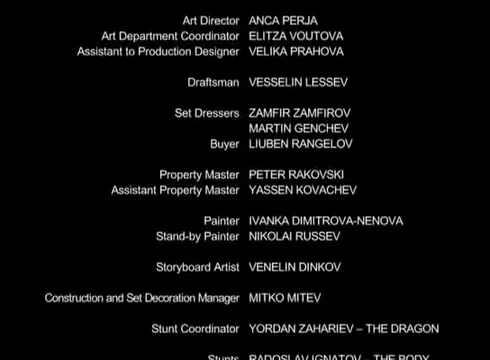 Art Director ANCA PERJA
Art Department Coordinator ELITZA VOUTOVA
Assistant to Production Designer VELIKA PRAHOVA
Draftsman VESSELIN LESSEV
Set Dressers ZAMFIR ZAMFIROV
MARTIN GENCHEV
Buyer LIUBEN RANGELOV
Property Master PETER RAKOVSKI
Assistant Property Master YASSEN KOVACHEV
Painter IVANKA DIMITROVA-NENOVA
Stand-by Painter NIKOLAI RUSSEV
Storyboard Artist VENELIN DINKOV
Construction and Set Decoration Manager MITKO MITEV
Stunt Coordinator YORDAN ZAHARIEV – THE DRAGON
Stunts RADOSLAV IGNATOV – THE BODY